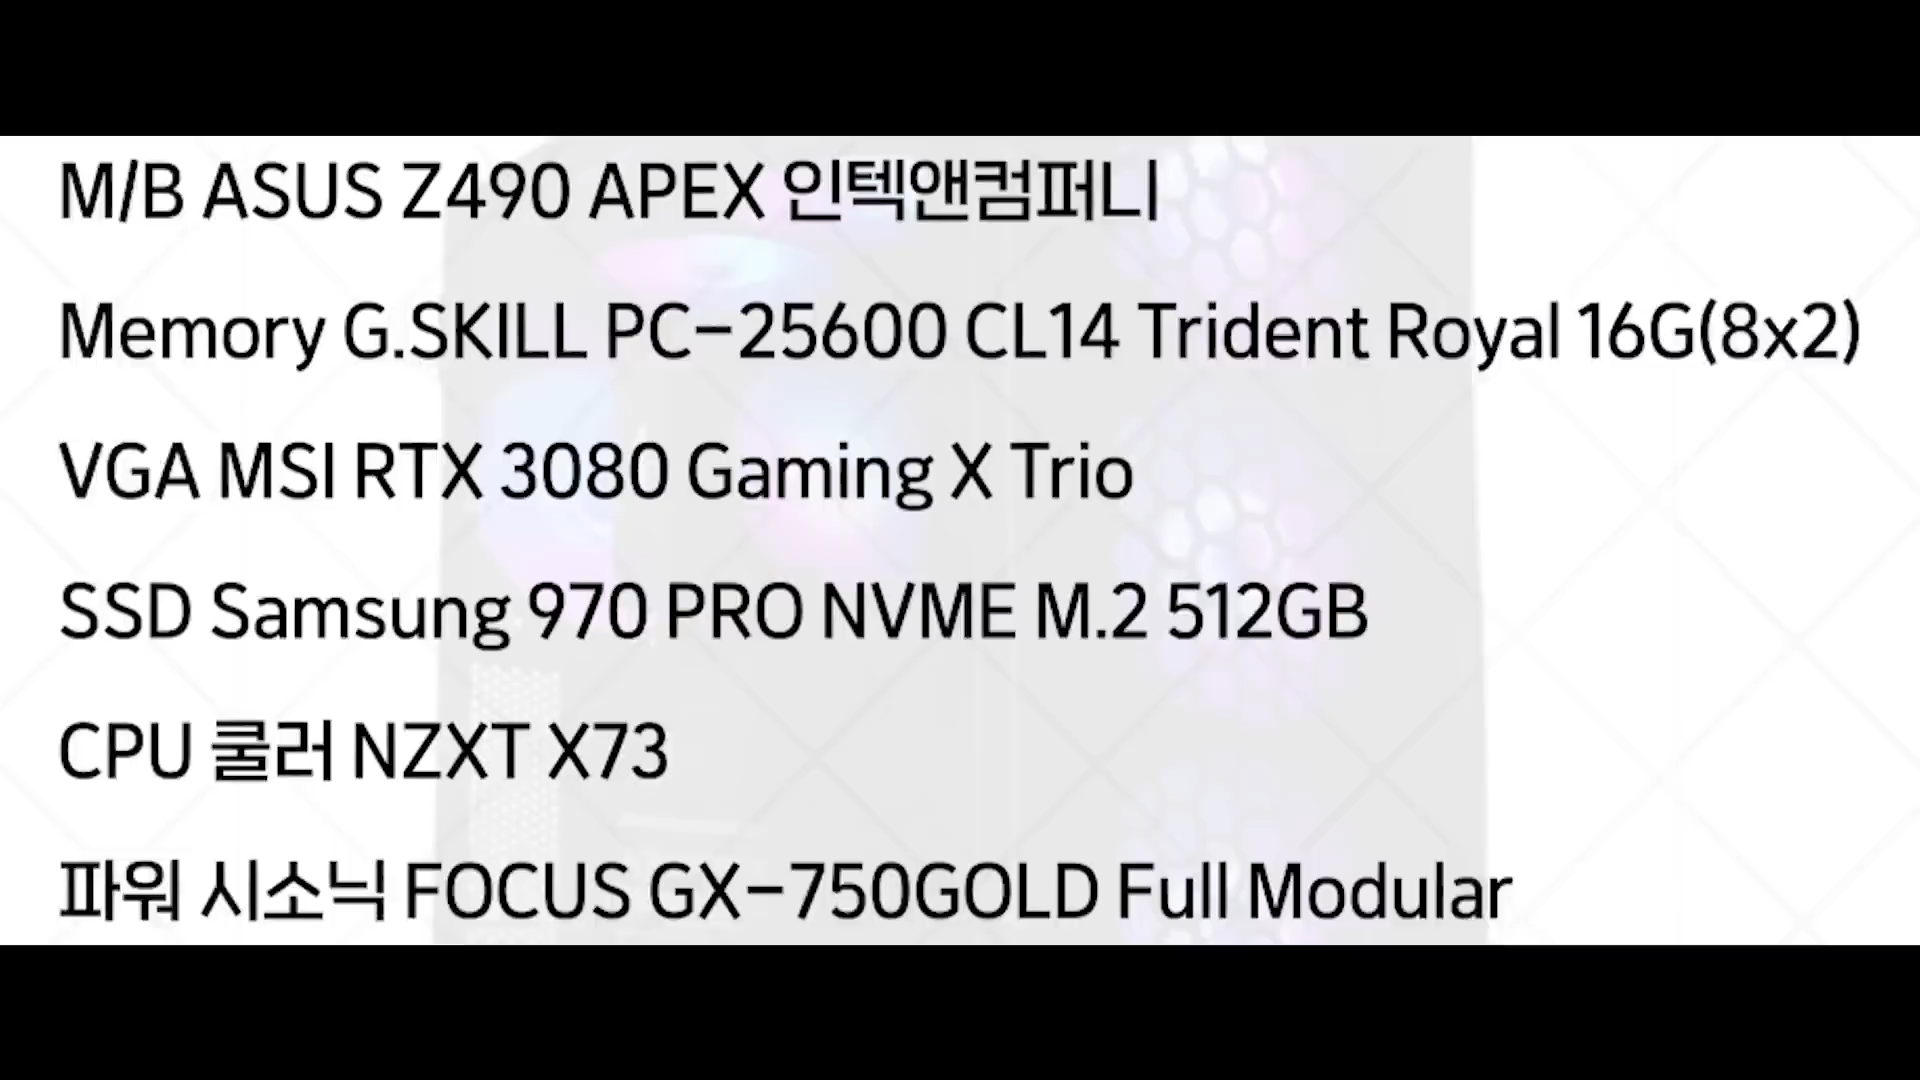 M/B ASUS Z490 APEX 인텍앤컴퍼니
Memory G.SKILL PC-25600 CL14 Trident Royal 16G(8x2)
VGA MSI RTX 3080 Gaming X Trio
SSD Samsung 970 PRO NVME M.2 512GB
CPU 쿨러 NZXT X73
파워 시소닉 FOCUS GX-750GOLD Full Modular